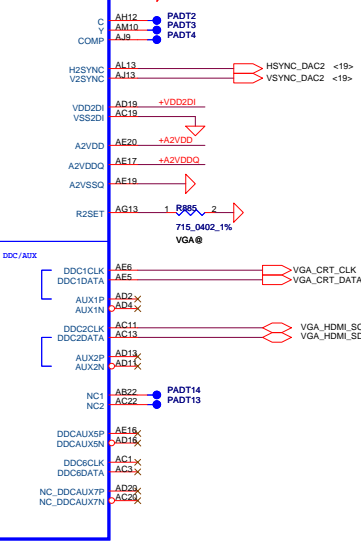 C AH12 PADT2
Y AM10 PADT3
COMP AJ9 PADT4
H2SYNC AL13 HSYNC_DAC2 <19>
V2SYNC AJ13 VSYNC_DAC2 <19>
VDD2DI AD19 +VDD2DI
VSS2DI AC19
A2VDD AE20 +A2VDD
A2VDDQ AE17 +A2VDDQ
A2VSSQ AE19
R2SET AG13 1 R885 2
715_0402_1%
VGA@
DDC/AUX
DDC1CLK AE6 VGA_CRT_CLK
DDC1DATA AE5 VGA_CRT_DATA
AUX1P AD2
AUX1N AD4
DDC2CLK AC11 VGA_HDMI_SC
DDC2DATA AC13 VGA_HDMI_SD
AUX2P AD13
AUX2N AD11
NC1 AB22 PADT14
NC2 AC22 PADT13
DDCAUX5P AE16
DDCAUX5N AD16
DDC6CLK AC1
DDC6DATA AC3
NC_DDCAUX7P AD20
NC_DDCAUX7N AC20